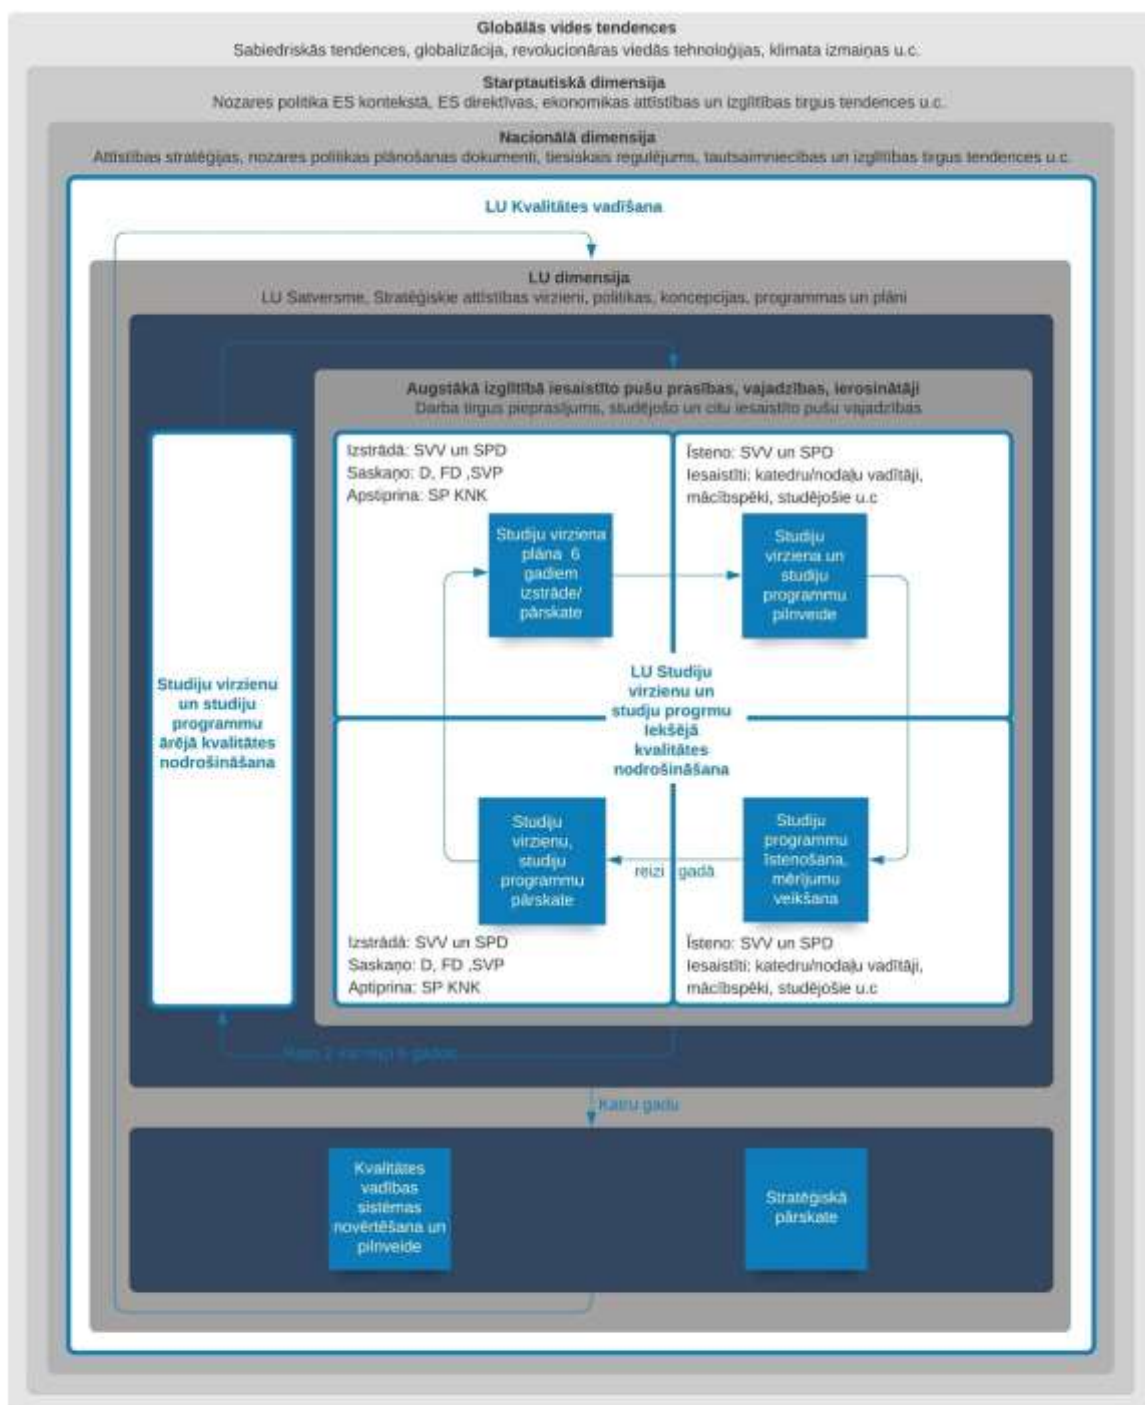 Globālās vides tendences
Sabiedriskās tendences, globalizācija, revolucionāras viedās tehnoloģijas, klimata izmaiņas u.c.
Starptautiskā dimensija
Nozares politika ES kontekstā, ES direktīvas, ekonomikas attīstības un izglītības tirgus tendences u.c.
Nacionālā dimensija
Attīstības stratēģijas, nozares politikas plānošanas dokumenti, tiesiskais regulējums, tautsaimniecības un izglītības tirgus tendences u.c.
LU Kvalitātes vadīšana
LU dimensija
LU Satversme, Stratēģiskie attīstības virzieni, politikas, koncepcijas, programmas un plāni
Augstākā izglītībā iesaistīto pušu prasības, vajadzības, ierosinātāji
Darba tirgus pieprasījums, studējošo un citu iesaistīto pušu vajadzības
Izstrādā: SVV un SPD
Saskaņo: D, FD ,SVP
Apstiprina: SP KNK
Īsteno: SVV un SPD
Iesaistīti: katedru/nodaļu vadītāji,
mācībspēki, studējošie u.c
Studiju virziena
plāna 6
gadiem
izstrāde/
pārskate
Studiju
virziena un
studiju
programmu
pilnveide
Studiju virzienu
un studiju
programmu
ārējā kvalitātes
nodrošināšana
LU Studiju
virzienu un
studju progrmu
Iekšējā
kvalitātes
nodrošināšana
Studiju
virzienu,
studiju
programmu
pārskate
reizi gadā
Studiju
programmu
īstenošana,
mērījumu
veikšana
Izstrādā: SVV un SPD
Saskaņo: D, FD ,SVP
Aptiprina: SP KNK
Īsteno: SVV un SPD
Iesaistīti: katedru/nodaļu vadītāji,
mācībspēki, studējošie u.c
gados
Katru gadu
Kvalitātes
vadības
sistēmas
novērtēšana un
pilnveide
Stratēģiskā
pārskate